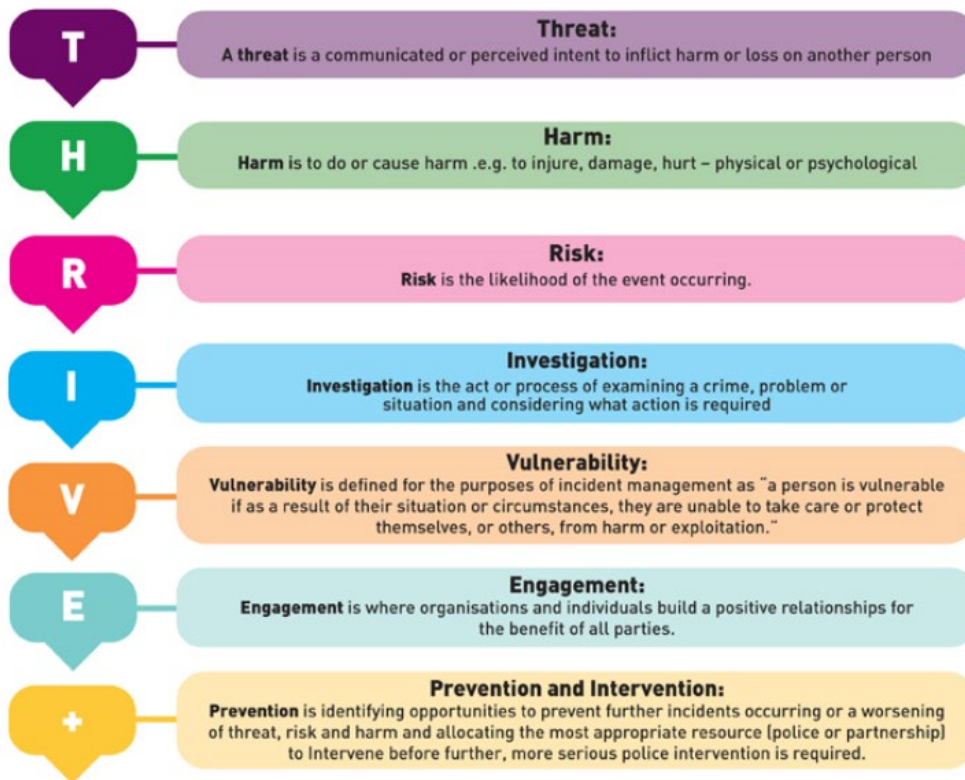 T
Threat:
A threat is a communicated or perceived intent to inflict harm or loss on another person
H
Harm:
Harm is to do or cause harm .e.g. to injure, damage, hurt – physical or psychological
R
Risk:
Risk is the likelihood of the event occurring.
I
Investigation:
Investigation is the act or process of examining a crime, problem or
situation and considering what action is required
V
Vulnerability:
Vulnerability is defined for the purposes of incident management as "a person is vulnerable
if as a result of their situation or circumstances, they are unable to take care or protect
themselves, or others, from harm or exploitation."
E
Engagement:
Engagement is where organisations and individuals build a positive relationships for
the benefit of all parties.
+
Prevention and Intervention:
Prevention is identifying opportunities to prevent further incidents occurring or a worsening
of threat, risk and harm and allocating the most appropriate resource (police or partnership)
to Intervene before further, more serious police intervention is required.